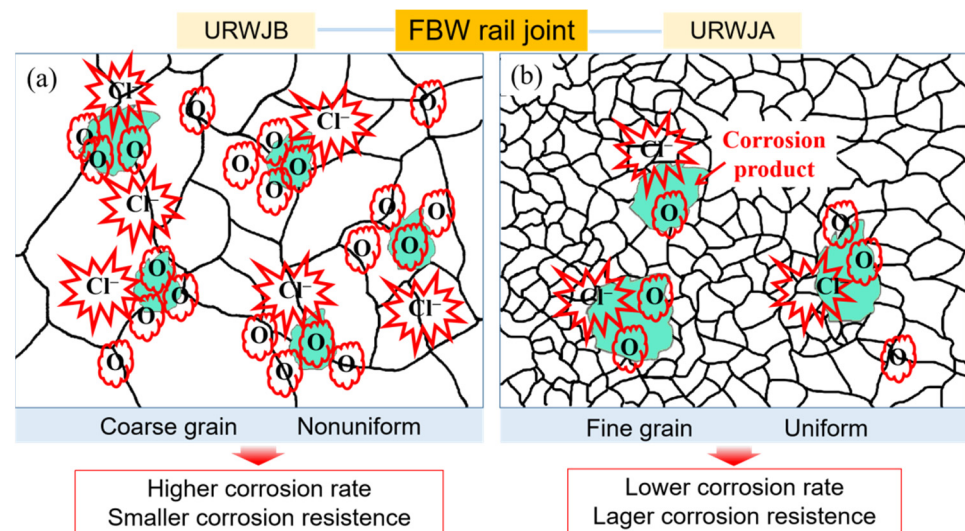 URWJB FBW rail joint URWJA
(a)
Cl⁻
O
O
O
O
O
Cl⁻
O
O
O
O
O
Cl⁻
O
O
O
O
Cl⁻
O
O
O
O
Cl⁻
O
O
O
O
Cl⁻
Coarse grain Nonuniform
Higher corrosion rate
Smaller corrosion resistence
(b)
Cl⁻
Corrosion
product
O
O
O
Cl⁻
O
O
Cl⁻
O
Fine grain Uniform
Lower corrosion rate
Lager corrosion resistence